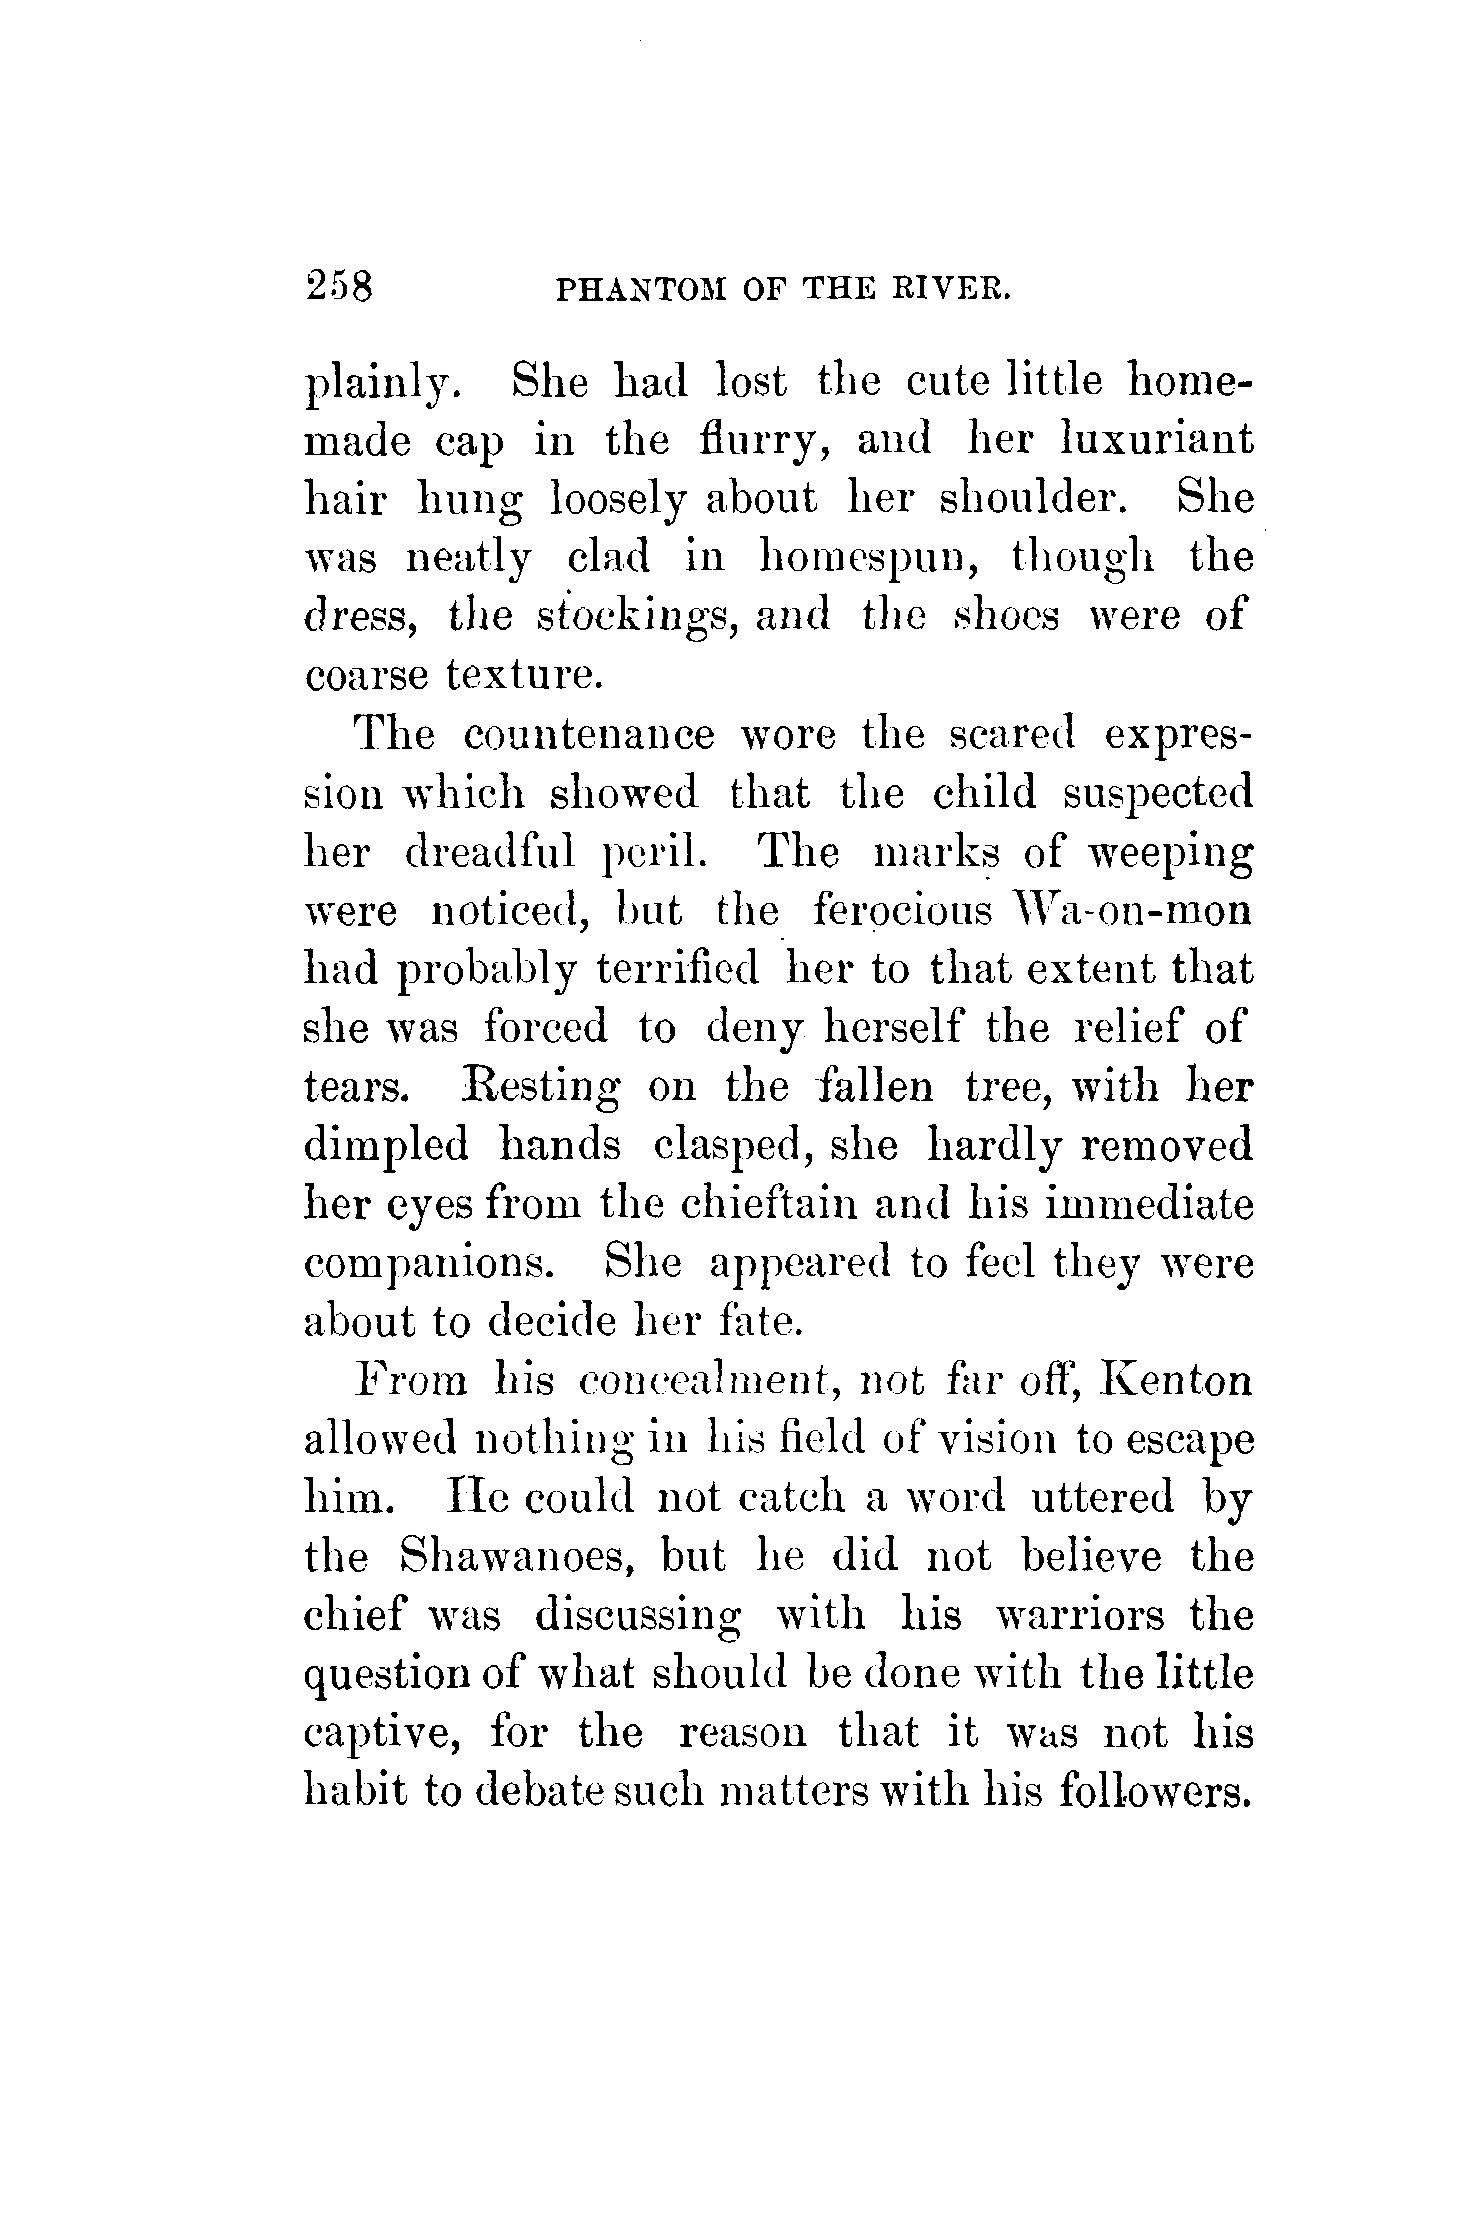 258 PHANTOM OF THE RIVER.
plainly. She had lost the cute little home-
made cap in the flurry, and her luxuriant
hair hung loosely about her shoulder. She
was neatly clad in homespun, though the
dress, the stockings, and the shoes were of
coarse texture.
The countenance wore the scared expres-
sion which showed that the child suspected
her dreadful peril. The marks of weeping
were noticed, but the ferocious Wa-on-mon
had probably terrified her to that extent that
she was forced to deny herself the relief of
tears. Resting on the fallen tree, with her
dimpled hands clasped, she hardly removed
her eyes from the chieftain and his immediate
companions. She appeared to feel they were
about to decide her fate.
From his concealment, not far off, Kenton
allowed nothing in his field of vision to escape
him. He could not catch a word uttered by
the Shawanoes, but he did not believe the
chief was discussing with his warriors the
question of what should be done with the little
captive, for the reason that it was not his
habit to debate such matters with his followers.